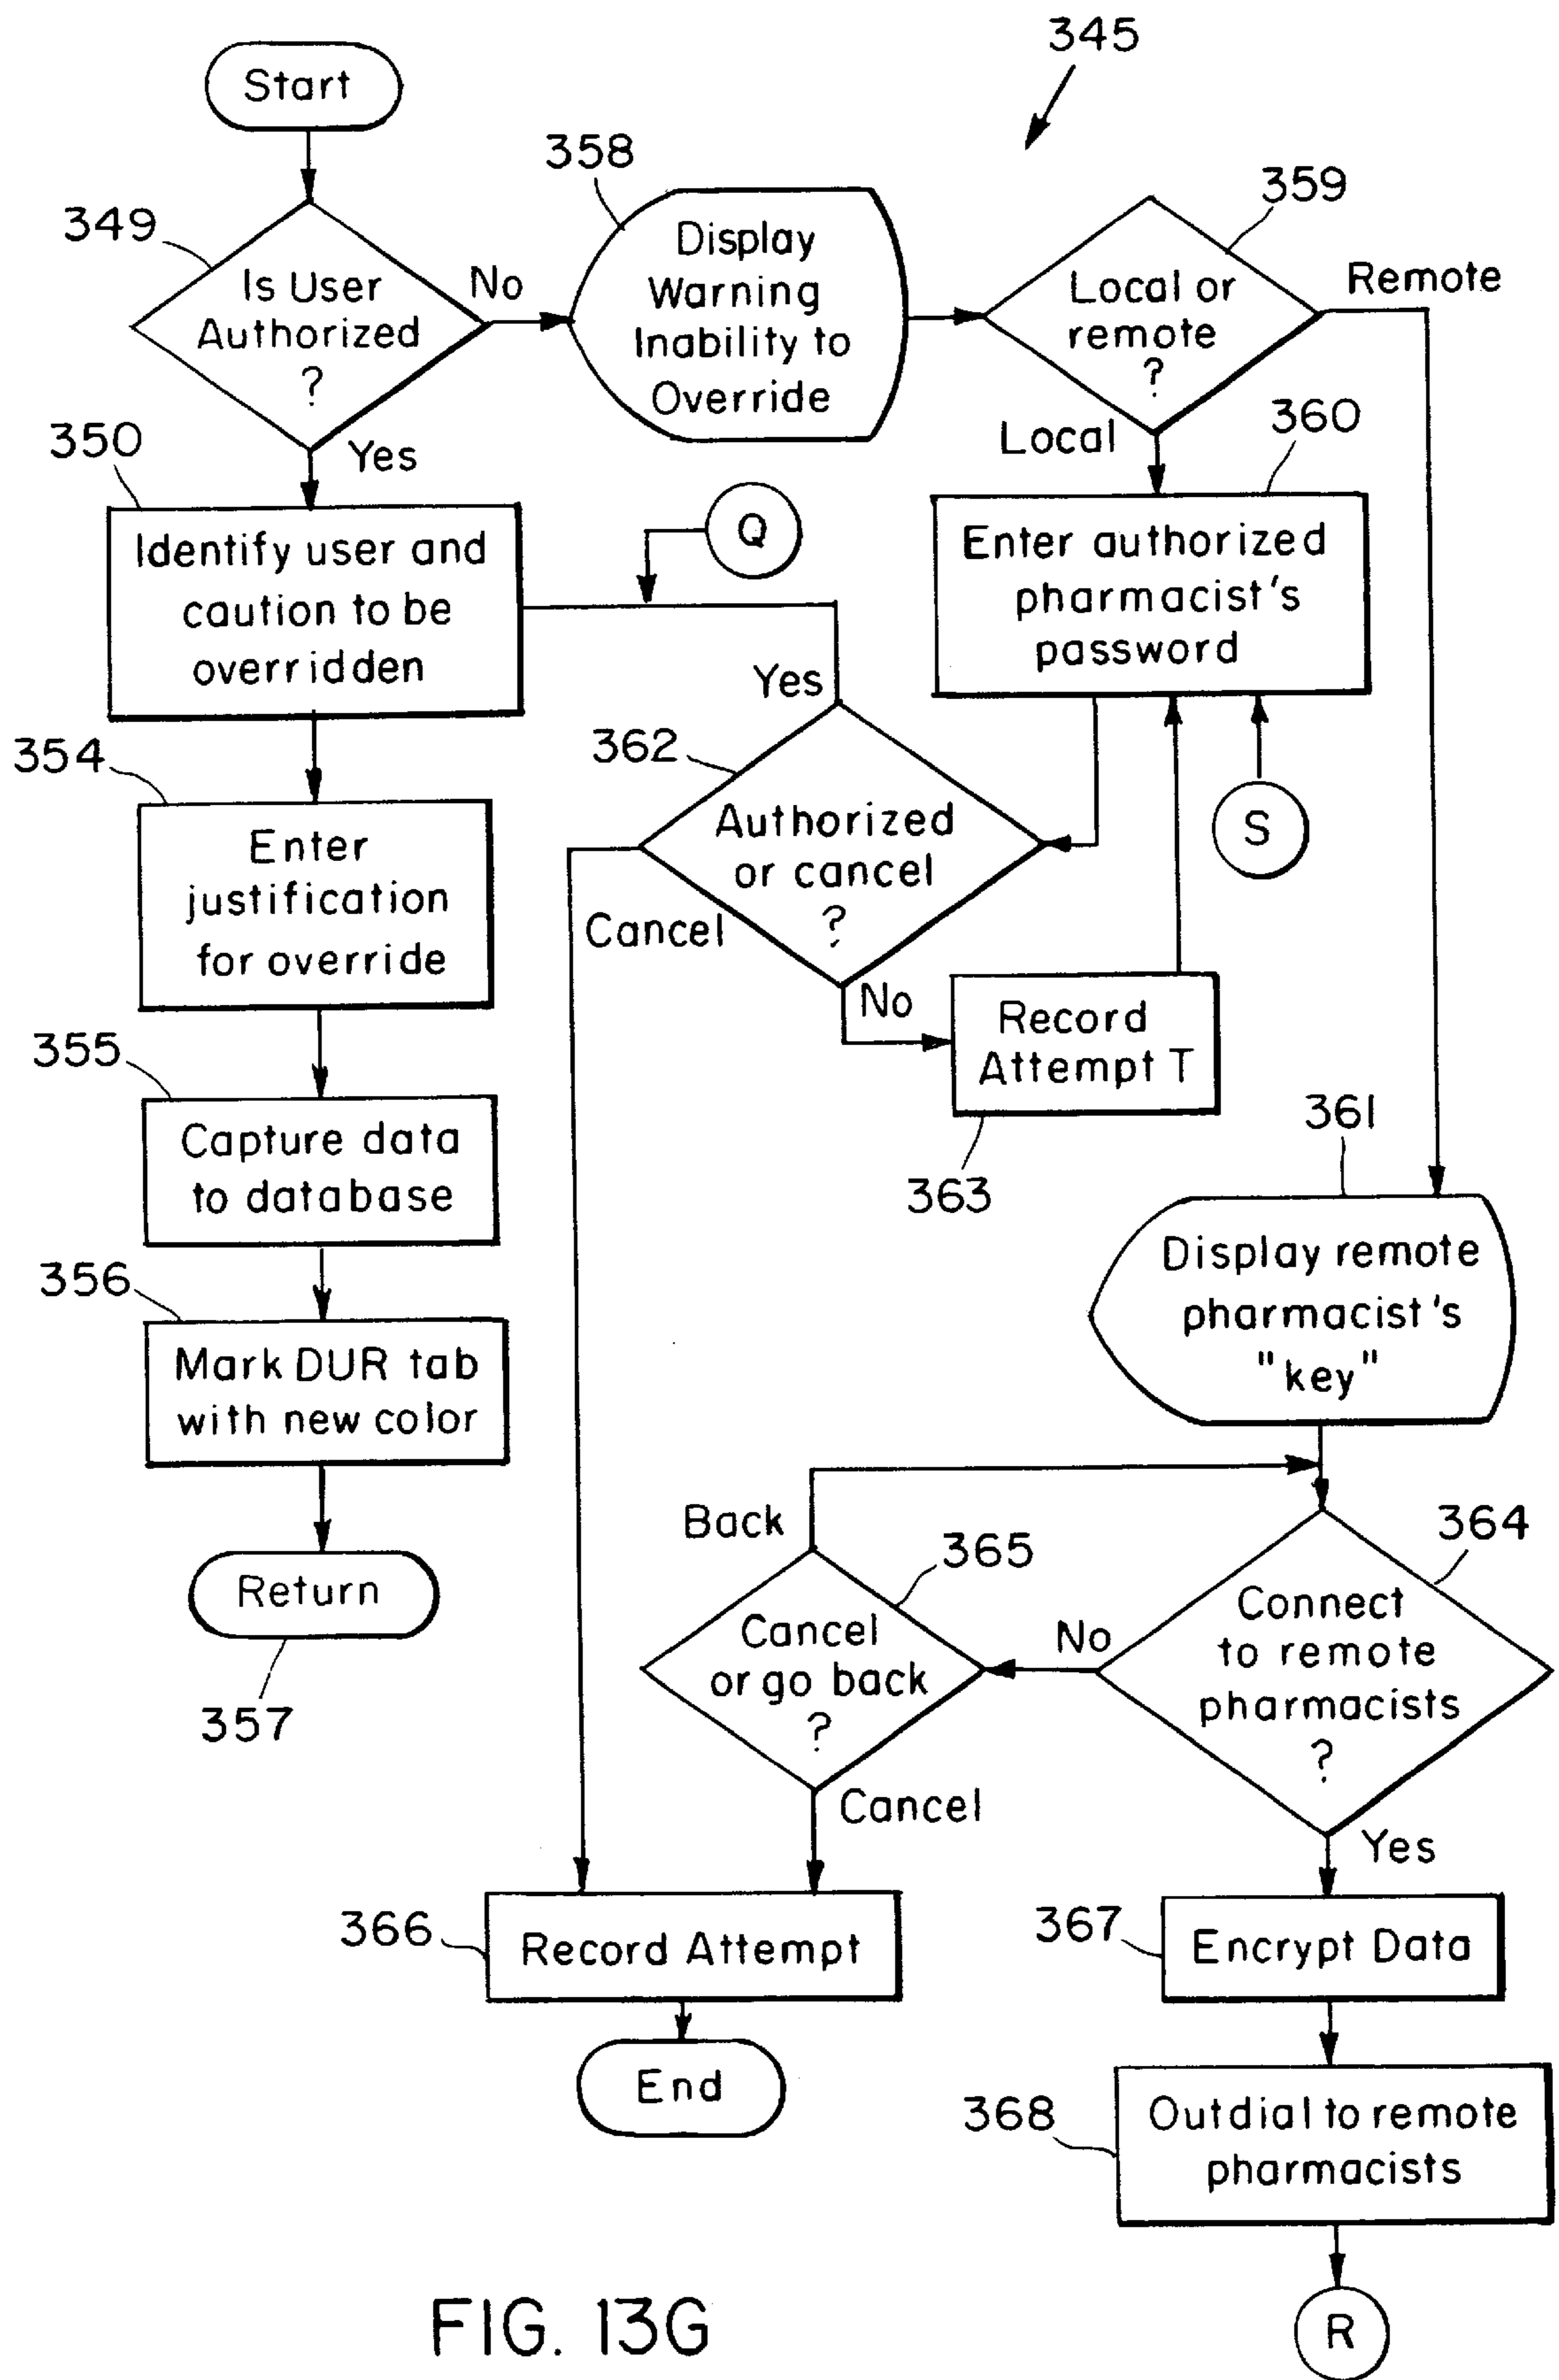 345
Start
358
359
349
Is User
Authorized
?
No
Display
Warning
Inability to
Override
Local or
remote
?
Remote
Local
360
350
Yes
Identify user and
caution to be
overridden
Q
Enter authorized
pharmacist's
password
Yes
362
354
Authorized
or cancel
?
S
Enter
justification
for override
Cancel
No
Record
Attempt T
363
355
Capture data
to database
361
Display remote
pharmacist's
"key"
356
Mark DUR tab
with new color
Back
365
364
Return
357
Cancel
or go back
?
No
Connect
to remote
pharmacists
?
Cancel
Yes
366
Record Attempt
367
Encrypt Data
End
368
Outdial to remote
pharmacists
R
FIG. 13G